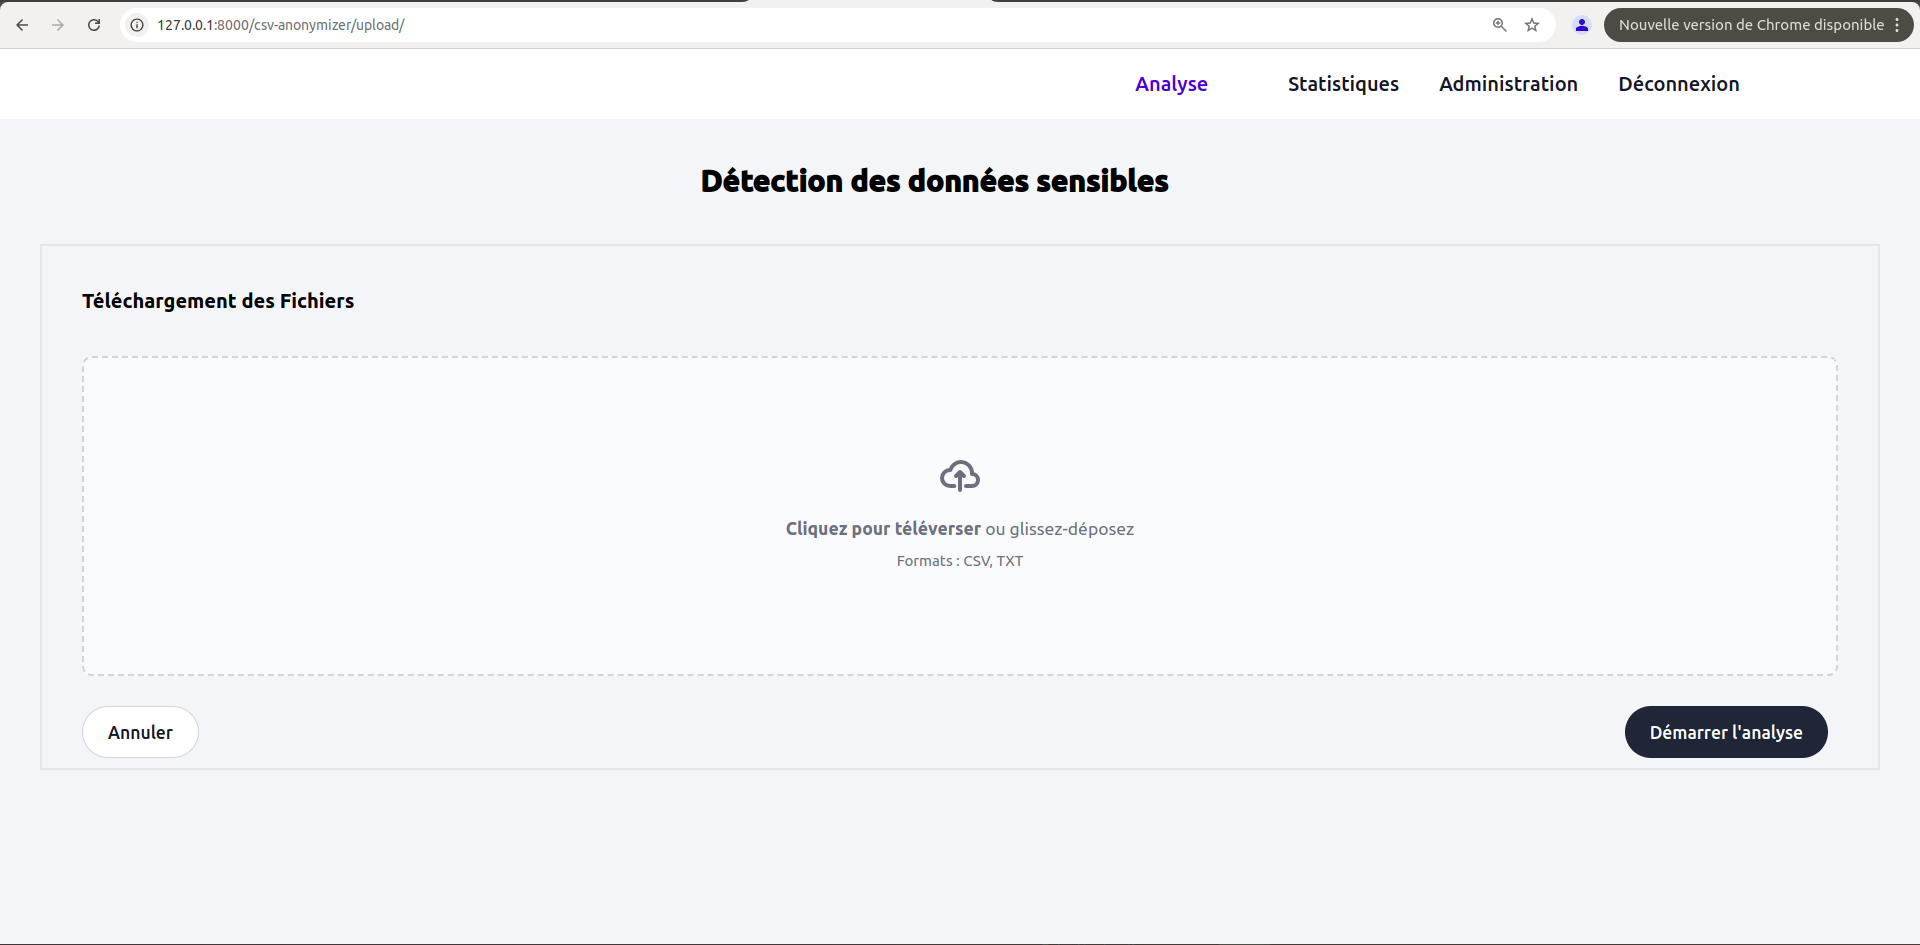 127.0.0.1:8000/csv-anonymizer/upload/
Nouvelle version de Chrome disponible
Analyse Statistiques Administration Déconnexion
Détection des données sensibles
Téléchargement des Fichiers
Cliquez pour téléverser ou glissez-déposez
Formats : CSV, TXT
Annuler
Démarrer l'analyse